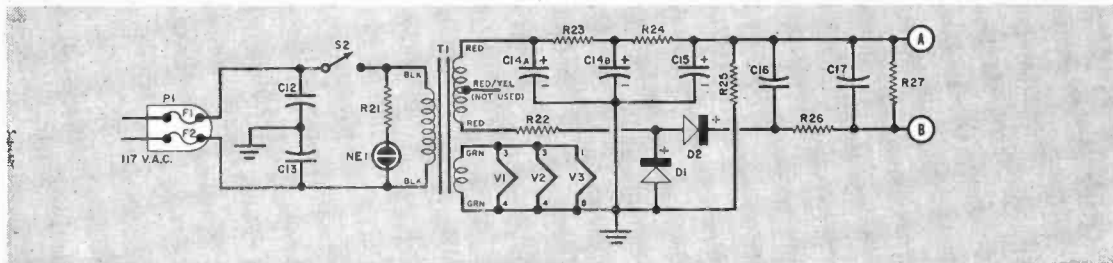 P1
F1
F2
117 V.A.C.
C12
C13
S2
R21
NE1
BLK
BLK
T1
RED
RED/YEL
(NOT USED)
RED
GRN
GRN
R22
V1
3
4
V2
3
4
V3
1
8
C14A
+
−
R23
C14B
+
−
R24
C15
+
−
R25
D1
+
D2
+
C16
R26
C17
R27
A
B